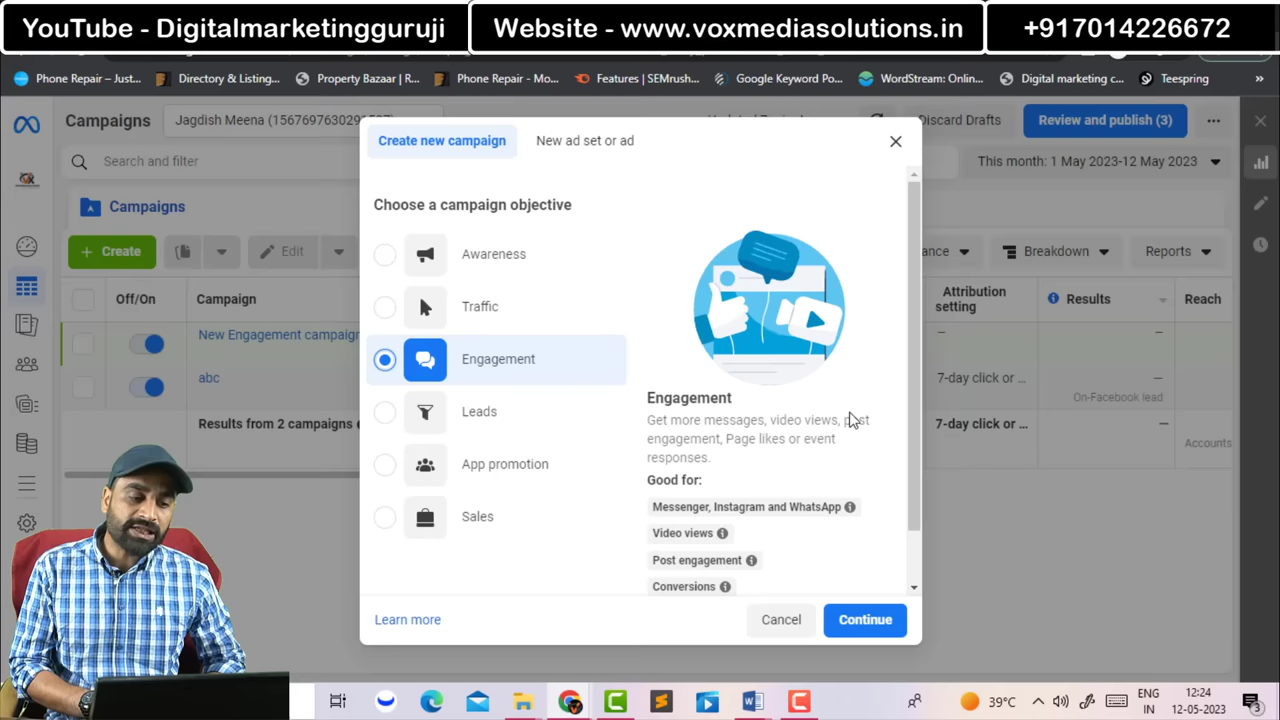 YouTube - Digitalmarketingguruji
Website - www.voxmediasolutions.in
+917014226672
Phone Repair – Just...
Directory & Listing...
Property Bazaar | R...
Phone Repair - Mo...
Features | SEMrush...
Google Keyword Po...
WordStream: Onlin...
Digital marketing c...
Teespring
»
Campaigns
Jagdish Meena
Discard Drafts
Review and publish (3)
Search and filter
This month: 1 May 2023-12 May 2023
Campaigns
+ Create
Edit
Breakdown
Reports
Off/On
Campaign
Attribution
setting
Results
Reach
New Engagement campaign
—
—
abc
7-day click or ...
—
On-Facebook lead
Results from 2 campaigns
7-day click or ...
—
Accounts
Create new campaign
New ad set or ad
Choose a campaign objective
Awareness
Traffic
Engagement
Leads
App promotion
Sales
Engagement
Get more messages, video views, post
engagement, Page likes or event
responses.
Good for:
Messenger, Instagram and WhatsApp
Video views
Post engagement
Conversions
Learn more
Cancel
Continue
39°C
ENG
IN
12:24
12-05-2023
3